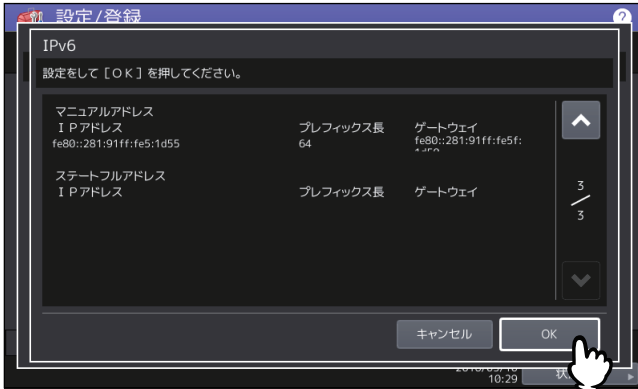 設定/登録
?
IPv6
設定をして［ＯＫ］を押してください。
マニュアルアドレス
ＩＰアドレス プレフィックス長 ゲートウェイ
fe80::281:91ff:fe5:1d55 64 fe80::281:91ff:fe5f:
ステートフルアドレス
ＩＰアドレス プレフィックス長 ゲートウェイ
3
3
キャンセル OK
10:29